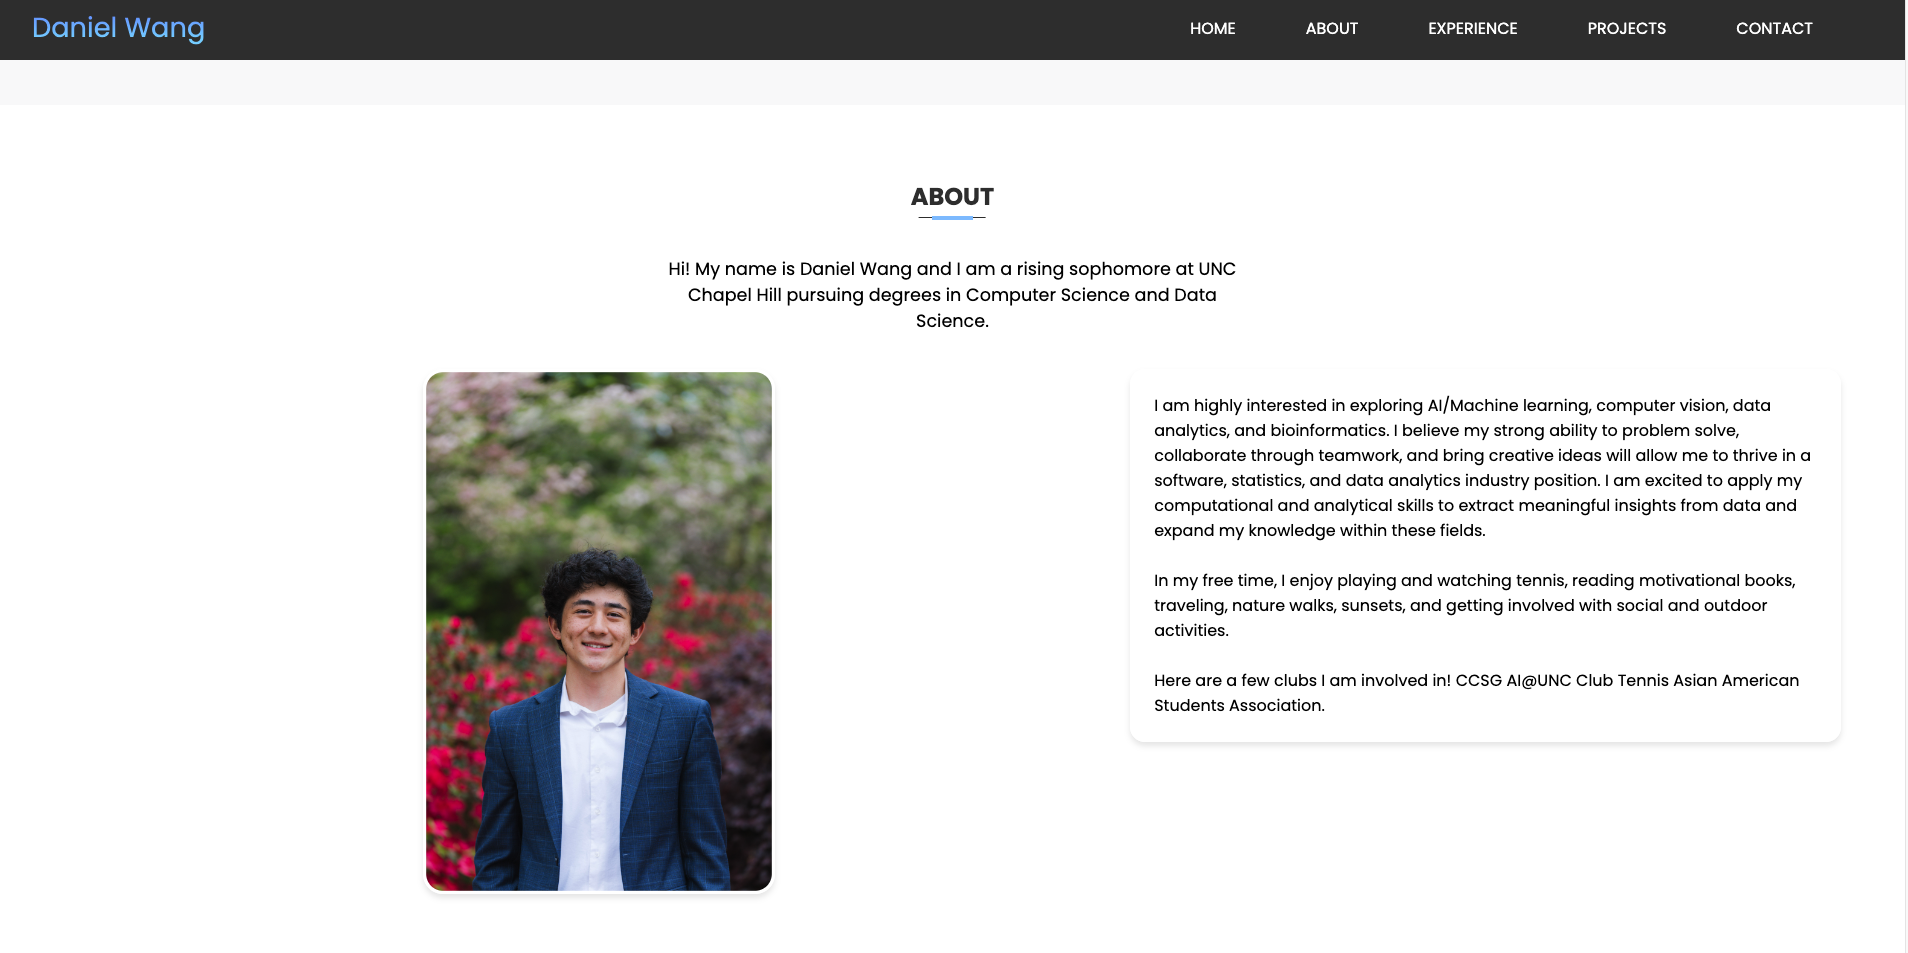 Daniel Wang
HOME
ABOUT
EXPERIENCE
PROJECTS
CONTACT
ABOUT
Hi! My name is Daniel Wang and I am a rising sophomore at UNC
Chapel Hill pursuing degrees in Computer Science and Data
Science.
I am highly interested in exploring AI/Machine learning, computer vision, data
analytics, and bioinformatics. I believe my strong ability to problem solve,
collaborate through teamwork, and bring creative ideas will allow me to thrive in a
software, statistics, and data analytics industry position. I am excited to apply my
computational and analytical skills to extract meaningful insights from data and
expand my knowledge within these fields.
In my free time, I enjoy playing and watching tennis, reading motivational books,
traveling, nature walks, sunsets, and getting involved with social and outdoor
activities.
Here are a few clubs I am involved in! CCSG AI@UNC Club Tennis Asian American
Students Association.